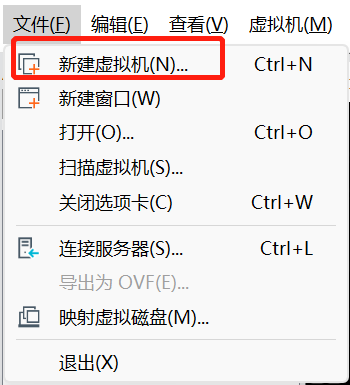 文件(F) 编辑(E) 查看(V) 虚拟机(M)
新建虚拟机(N)... Ctrl+N
新建窗口(W)
打开(O)... Ctrl+O
扫描虚拟机(S)...
关闭选项卡(C) Ctrl+W
连接服务器(S)... Ctrl+L
导出为 OVF(E)...
映射虚拟磁盘(M)...
退出(X)